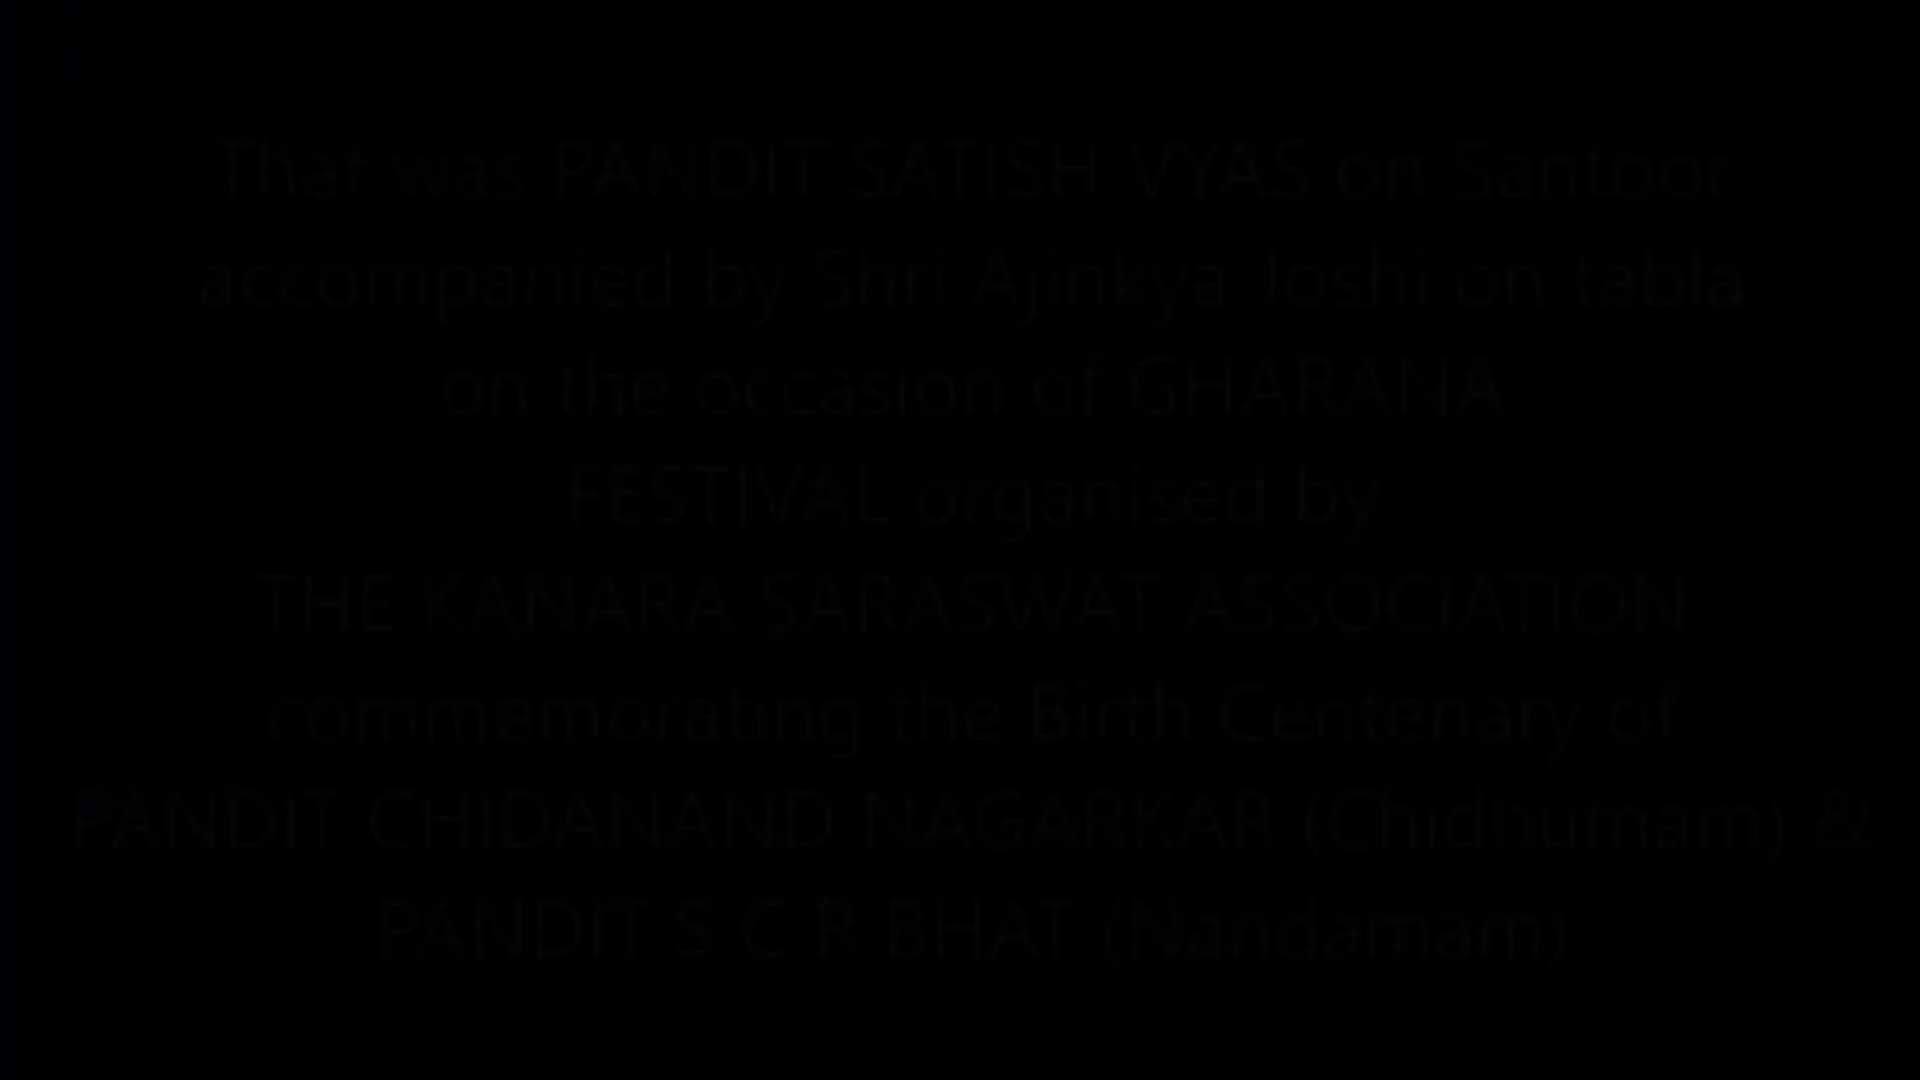 That was PANDIT SATISH VYAS on Santoor
accompanied by Shri Ajinkya Joshi on tabla
on the occasion of GHARANA
FESTIVAL organised by
THE KANARA SARASWAT ASSOCIATION
commamorating the Birth Centenary of
PANDIT CHIDANAND NAGARKAR (Chidhumam) &
PANDIT S C R BHAT (Nandamam)